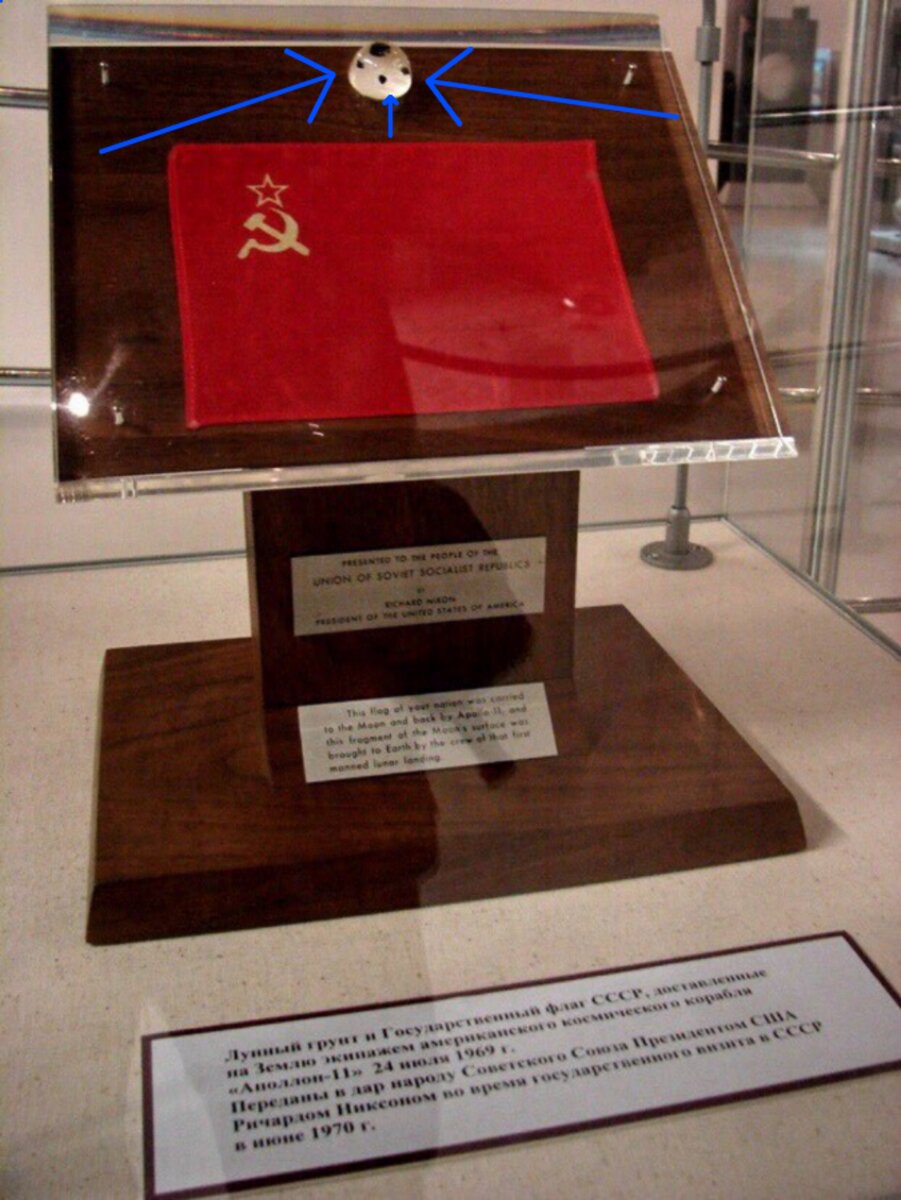 PRESENTED TO THE PEOPLE OF THE
UNION OF SOVIET SOCIALIST REPUBLICS
BY
RICHARD NIXON
PRESIDENT OF THE UNITED STATES OF AMERICA
This flag of your nation was carried
to the Moon and back by Apollo 11, and
this fragment of the Moon's surface was
brought to Earth by the crew of that first
manned lunar landing.
Лунный грунт и Государственный флаг СССР, доставленные
на Землю экипажем американского космического корабля
«Аполлон-11» 24 июля 1969 г.
Переданы в дар народу Советского Союза Президентом США
Ричардом Никсоном во время государственного визита в СССР
в июне 1970 г.